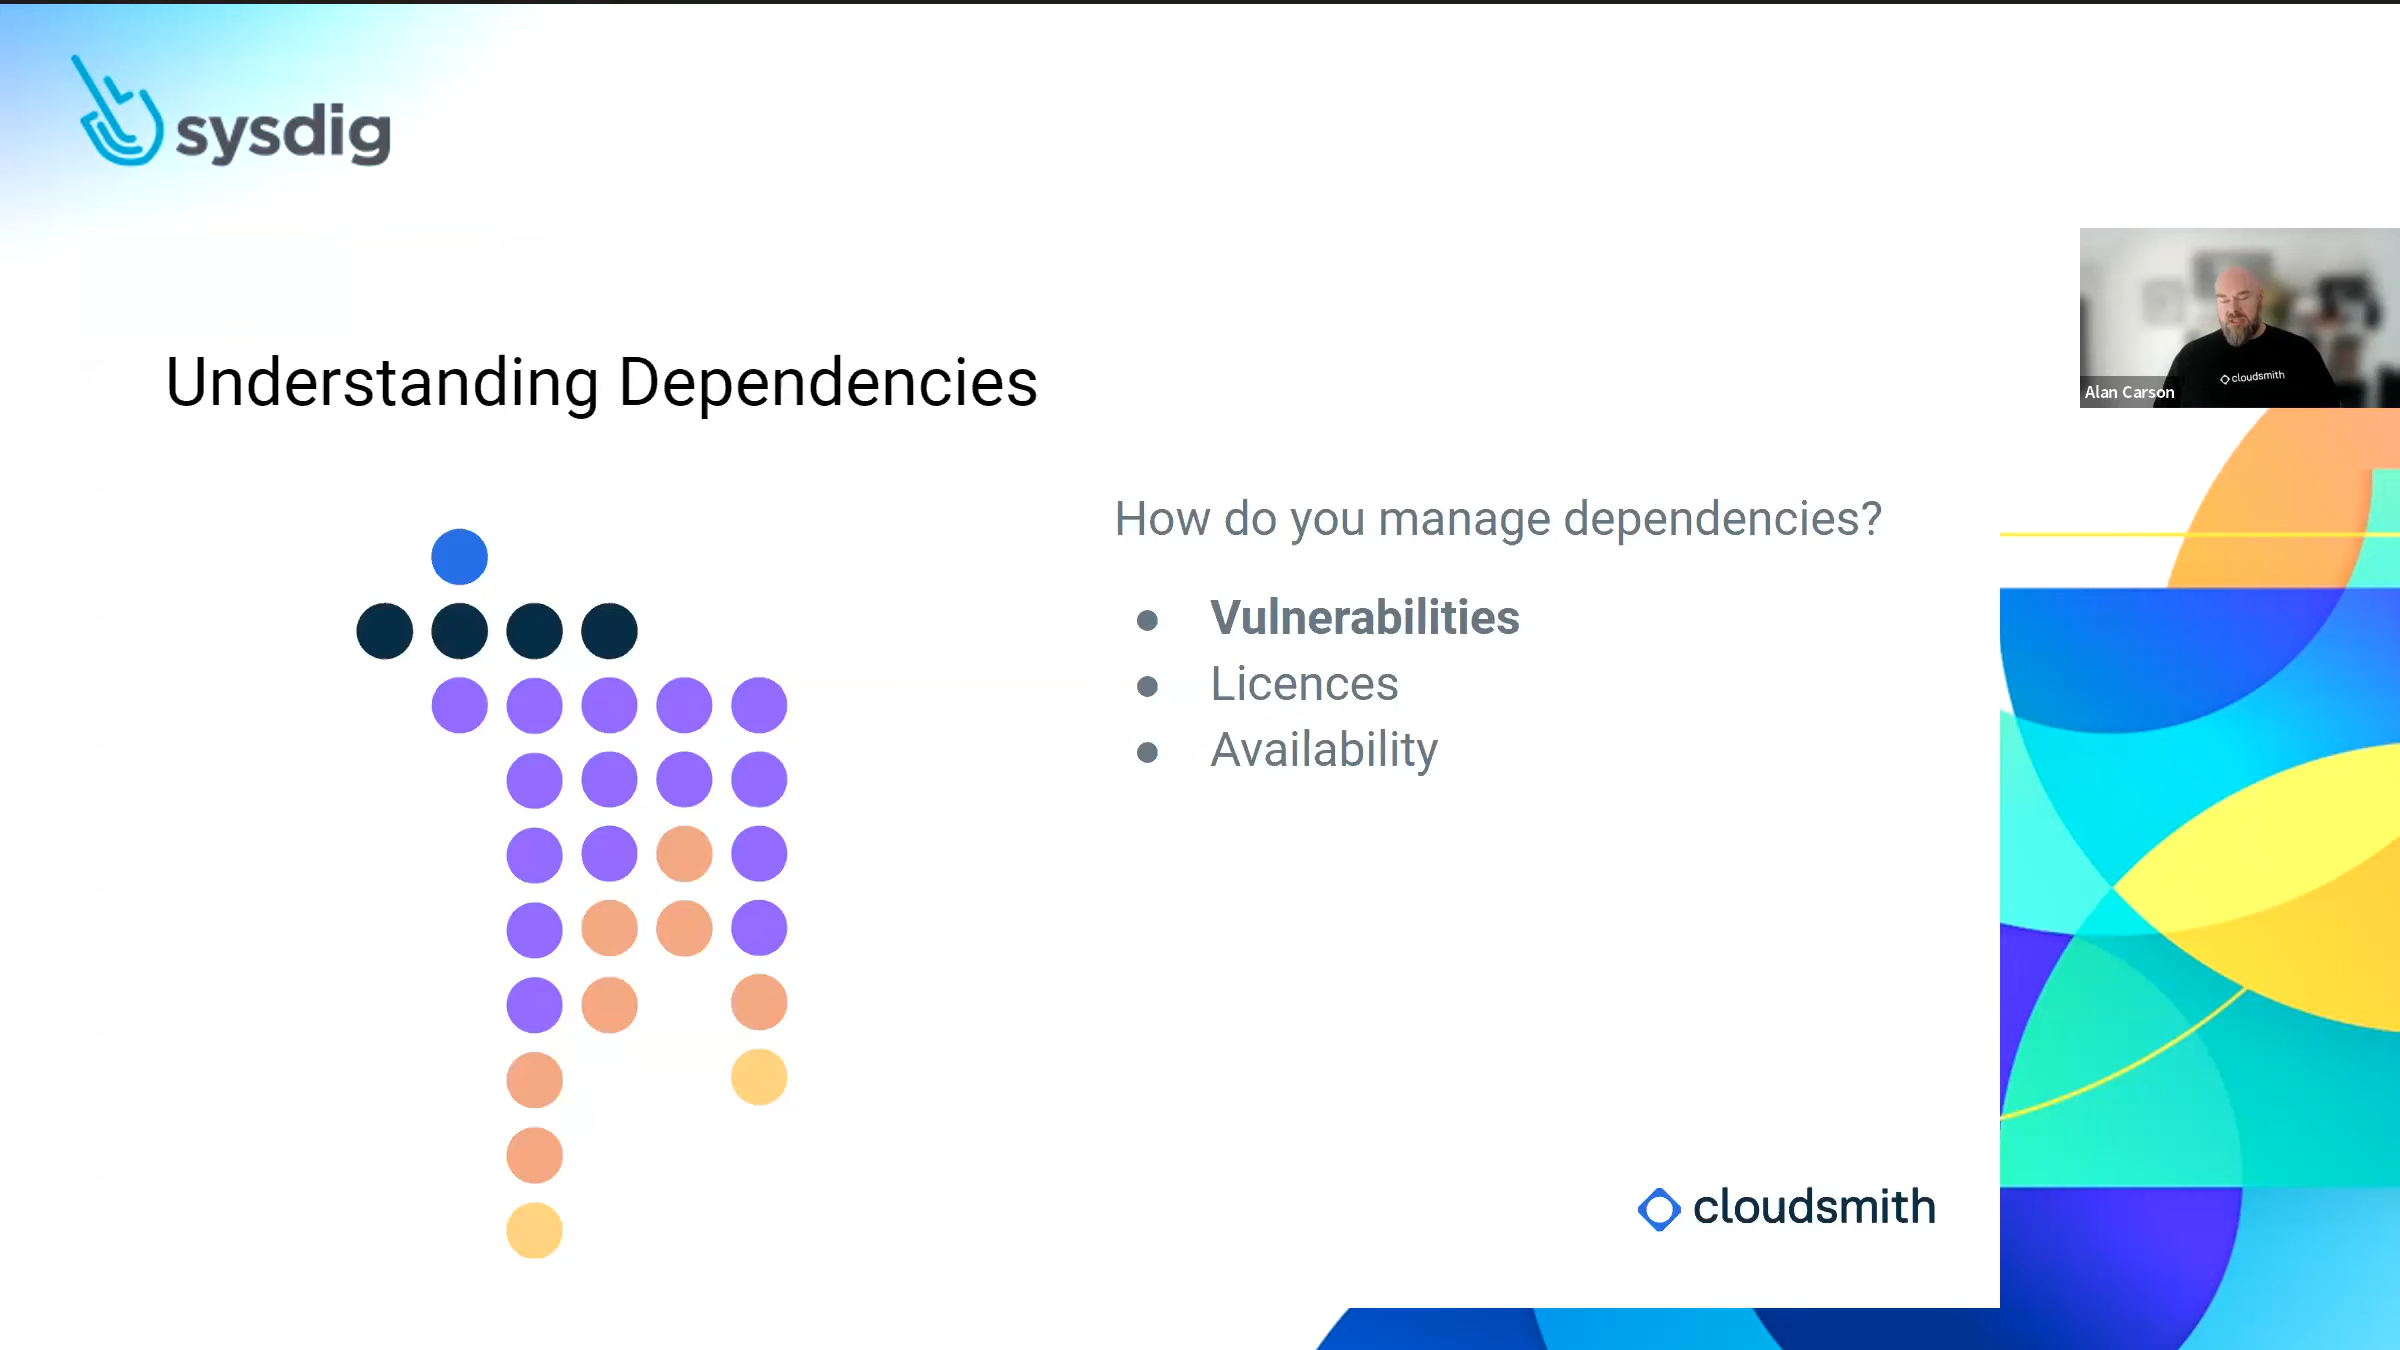 sysdig
Understanding Dependencies
cloudsmith
Alan Carson
How do you manage dependencies?
● Vulnerabilities
● Licences
● Availability
cloudsmith